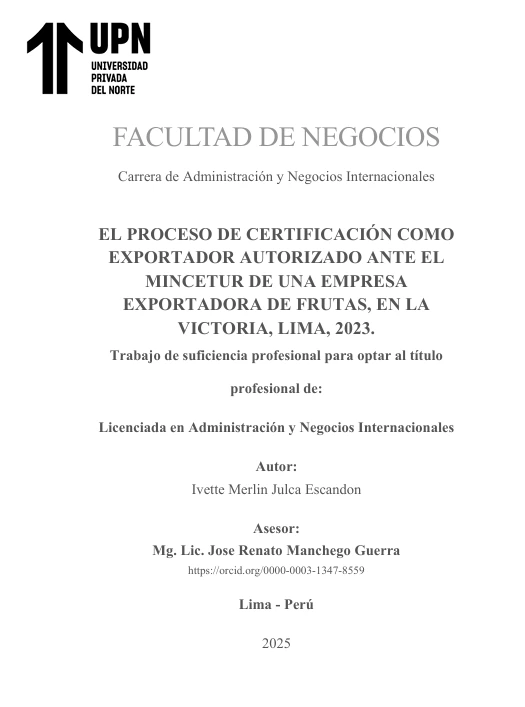 UPN
UNIVERSIDAD
PRIVADA
DEL NORTE
FACULTAD DE NEGOCIOS
Carrera de Administración y Negocios Internacionales
EL PROCESO DE CERTIFICACIÓN COMO
EXPORTADOR AUTORIZADO ANTE EL
MINCETUR DE UNA EMPRESA
EXPORTADORA DE FRUTAS, EN LA
VICTORIA, LIMA, 2023.
Trabajo de suficiencia profesional para optar al título
profesional de:
Licenciada en Administración y Negocios Internacionales
Autor:
Ivette Merlin Julca Escandon
Asesor:
Mg. Lic. Jose Renato Manchego Guerra
https://orcid.org/0000-0003-1347-8559
Lima - Perú
2025